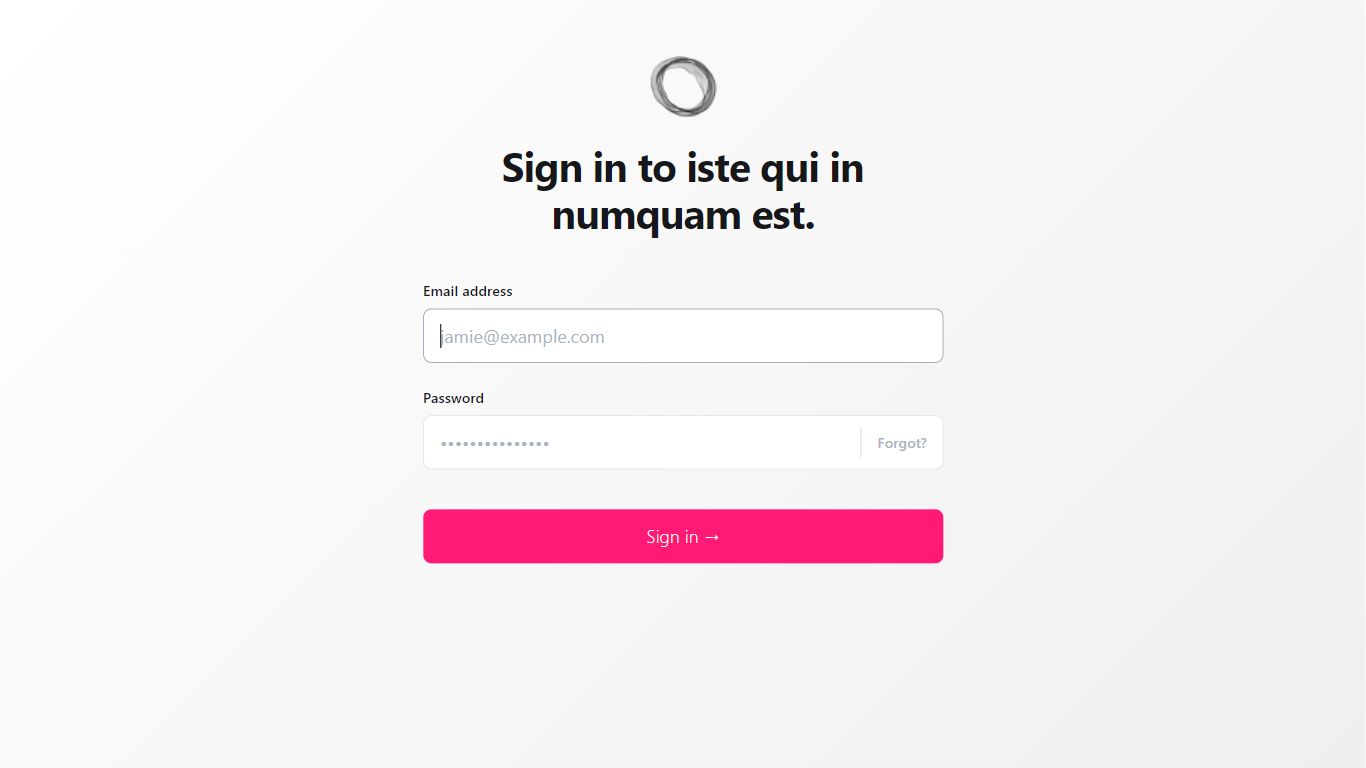 Sign in to iste qui in
numquam est.
Email address
jamie@example.com
Password
•••••••••••••••
Forgot?
Sign in →